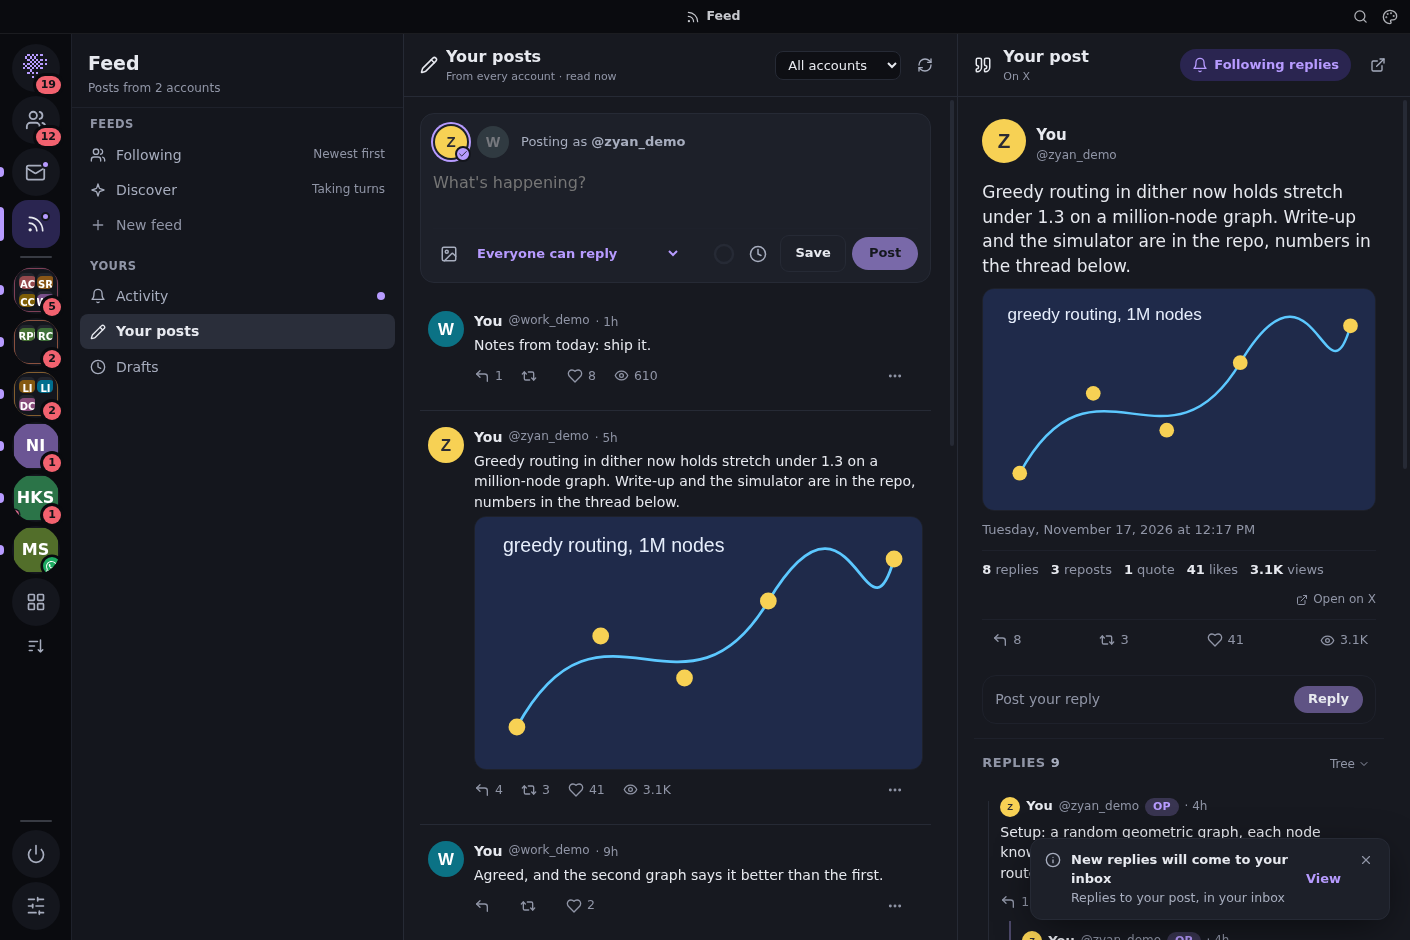 Feed
19
12
5
2
2
1
1
AC
SR
CC
RP
RC
LI
LI
DC
NI
HKS
MS
Feed
Posts from 2 accounts
FEEDS
Following Newest first
Discover Taking turns
New feed
YOURS
Activity
Your posts
Drafts
Your posts
From every account · read now
All accounts
Z W Posting as @zyan_demo
What's happening?
Everyone can reply
Save
Post
W
You @work_demo · 1h
Notes from today: ship it.
1 8 610
Z
You @zyan_demo · 5h
Greedy routing in dither now holds stretch under 1.3 on a
million-node graph. Write-up and the simulator are in the repo,
numbers in the thread below.
greedy routing, 1M nodes
4 3 41 3.1K
W
You @work_demo · 9h
Agreed, and the second graph says it better than the first.
2
Your post
On X
Following replies
Z
You
@zyan_demo
Greedy routing in dither now holds stretch
under 1.3 on a million-node graph. Write-up
and the simulator are in the repo, numbers in
the thread below.
greedy routing, 1M nodes
Tuesday, November 17, 2026 at 12:17 PM
8 replies 3 reposts 1 quote 41 likes 3.1K views
Open on X
8 3 41 3.1K
Post your reply
Reply
REPLIES 9
Tree
Z You @zyan_demo OP · 4h
Setup: a random geometric graph, each node
1
New replies will come to your
inbox
View
Replies to your post, in your inbox
You @zyan_demo OP · 4h